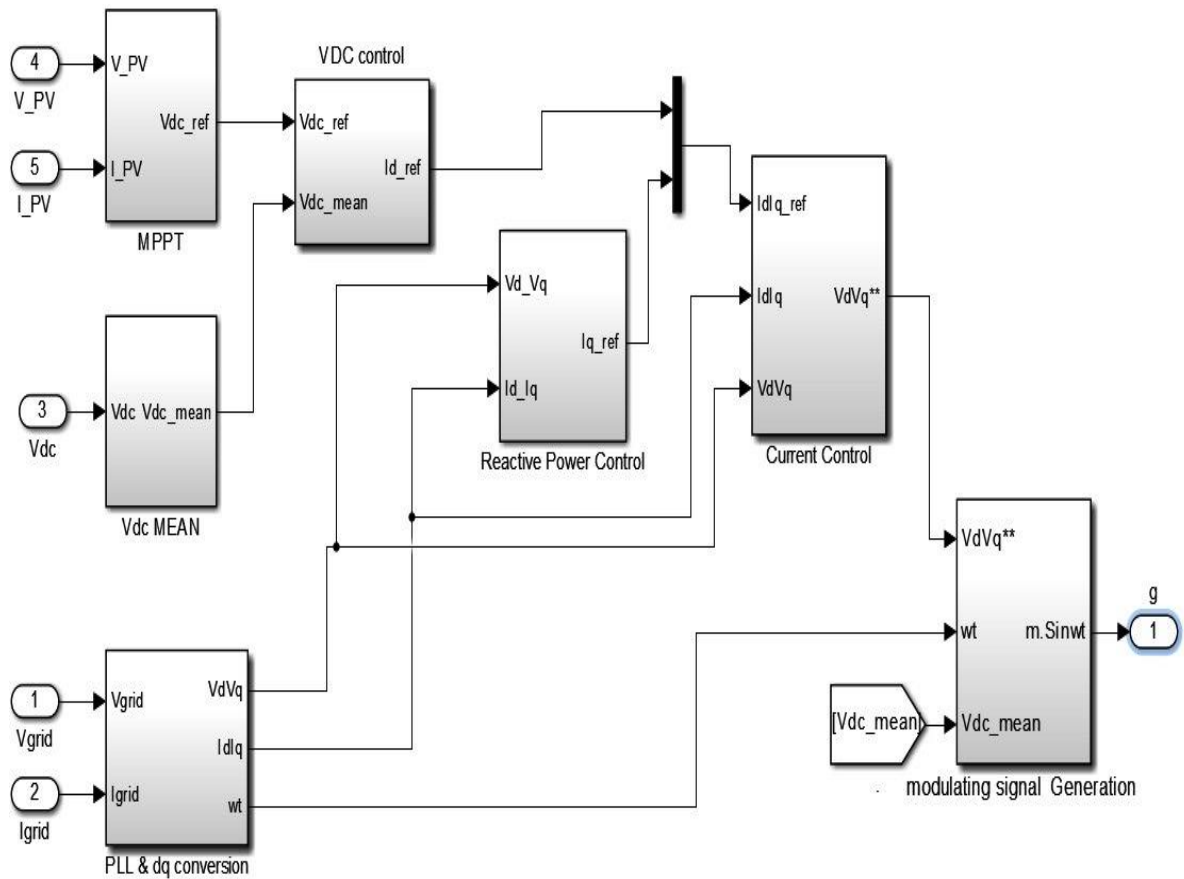 4
V_PV
5
I_PV
V_PV
I_PV
Vdc_ref
MPPT
VDC control
Vdc_ref
Vdc_mean
Id_ref
3
Vdc
Vdc Vdc_mean
Vdc MEAN
Vd_Vq
Id_Iq
Iq_ref
Reactive Power Control
IdIq_ref
IdIq
VdVq
VdVq**
Current Control
1
Vgrid
2
Igrid
Vgrid
Igrid
VdVq
IdIq
wt
PLL & dq conversion
[Vdc_mean]
VdVq**
wt
Vdc_mean
m.Sinwt
modulating signal Generation
g
1